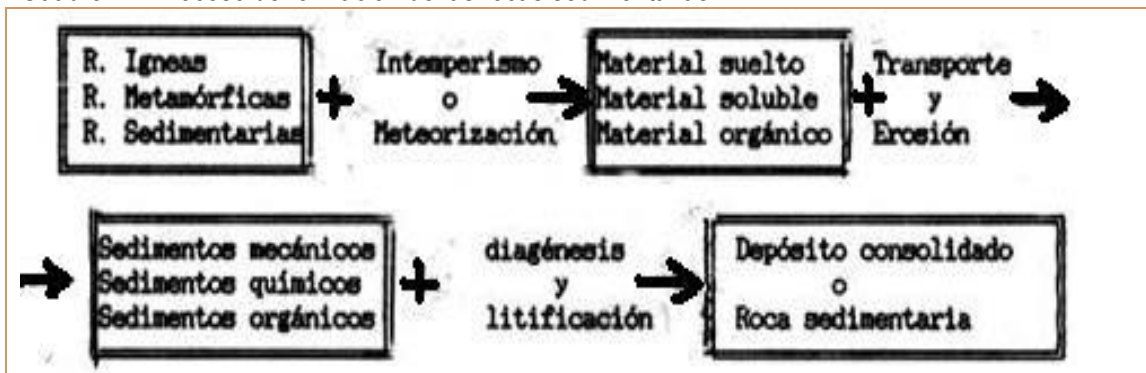 R. Igneas
R. Metamórficas
R. Sedimentarias
+
Intemperismo
o
Meteorización
Material suelto
Material soluble
Material orgánico
+
Transporte
y
Erosión
Sedimentos mecánicos
Sedimentos químicos
Sedimentos orgánicos
+
diagénesis
y
litificación
Depósito consolidado
o
Roca sedimentaria